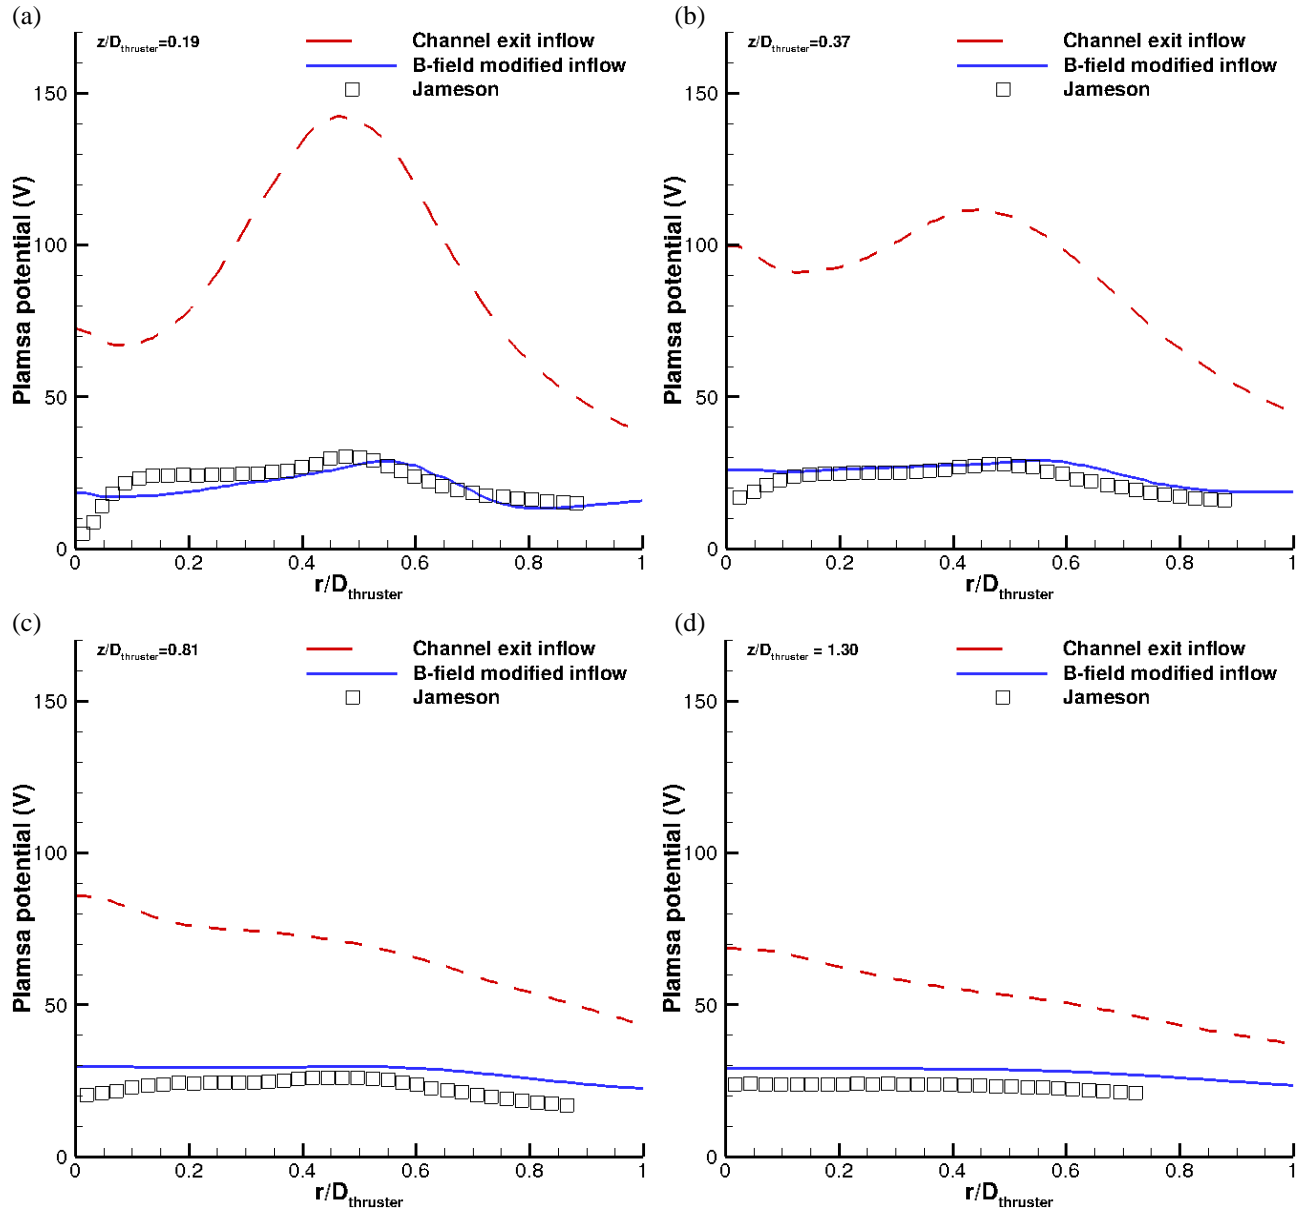 (a)
z/Dthruster=0.19
Channel exit inflow
B-field modified inflow
Jameson
Plamsa potential (V)
150
100
50
0
0 0.2 0.4 0.6 0.8 1
r/Dthruster
(b)
z/Dthruster=0.37
Channel exit inflow
B-field modified inflow
Jameson
Plamsa potential (V)
150
100
50
0
0 0.2 0.4 0.6 0.8 1
r/Dthruster
(c)
z/Dthruster=0.81
Channel exit inflow
B-field modified inflow
Jameson
Plamsa potential (V)
150
100
50
0
0 0.2 0.4 0.6 0.8 1
r/Dthruster
(d)
z/Dthruster = 1.30
Channel exit inflow
B-field modified inflow
Jameson
Plamsa potential (V)
150
100
50
0
0 0.2 0.4 0.6 0.8 1
r/Dthruster